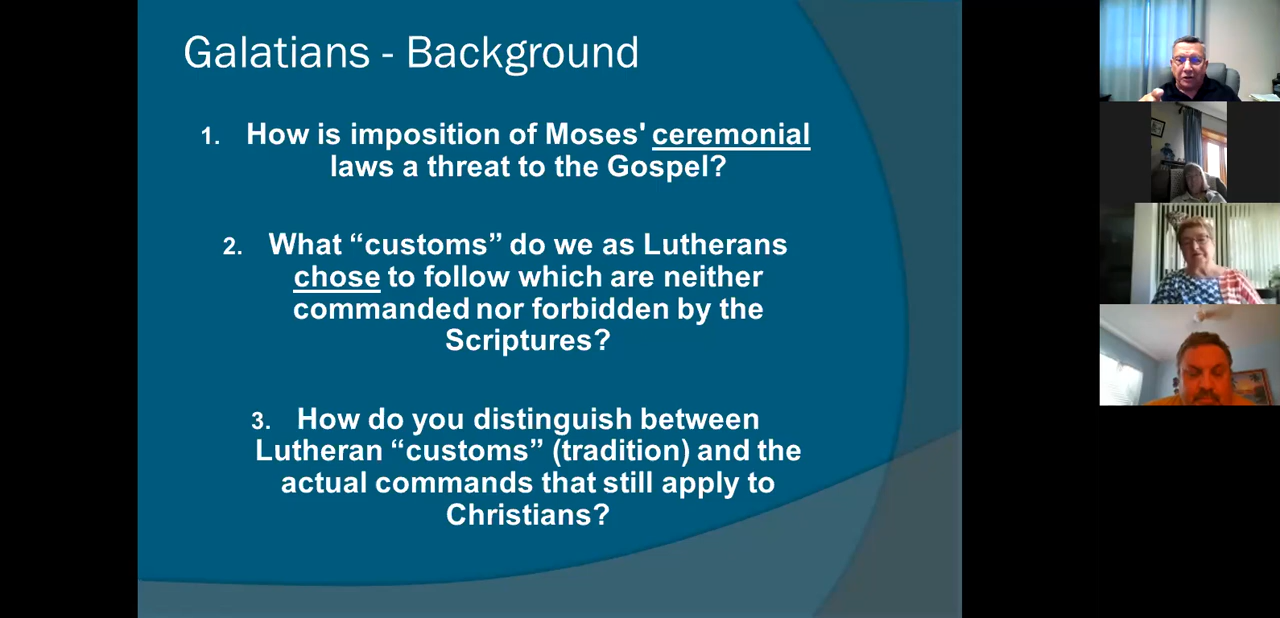 Galatians - Background
1. How is imposition of Moses' ceremonial
laws a threat to the Gospel?
2. What “customs” do we as Lutherans
chose to follow which are neither
commanded nor forbidden by the
Scriptures?
3. How do you distinguish between
Lutheran “customs” (tradition) and the
actual commands that still apply to
Christians?